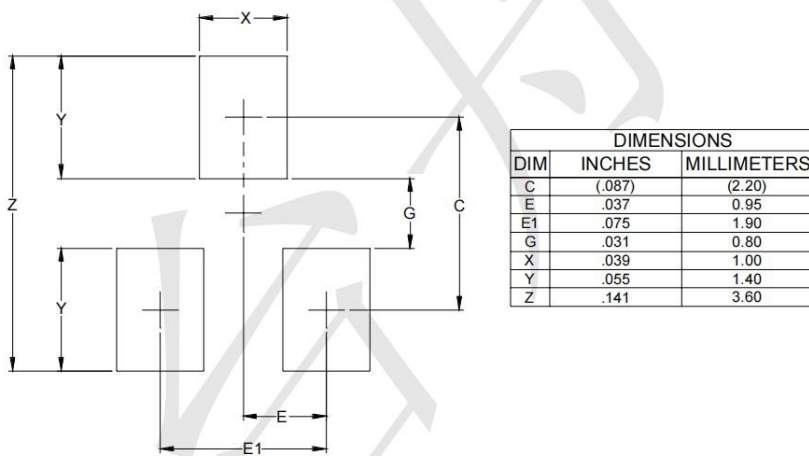 X
Y
Z
G
C
Y
E
E1
DIMENSIONS
DIM INCHES MILLIMETERS
C (.087) (2.20)
E .037 0.95
E1 .075 1.90
G .031 0.80
X .039 1.00
Y .055 1.40
Z .141 3.60